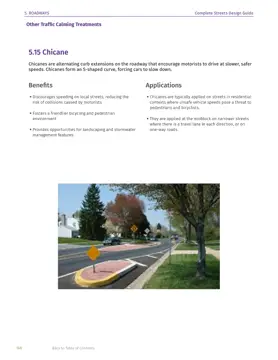 5. ROADWAYS
Complete Streets Design Guide
Other Traffic Calming Treatments
5.15 Chicane
Chicanes are alternating curb extensions on the roadway that encourage motorists to drive at slower, safer
speeds. Chicanes form an S-shaped curve, forcing cars to slow down.
Benefits
• Discourages speeding on local streets, reducing the
risk of collisions caused by motorists
• Fosters a friendlier bicycling and pedestrian
environment
• Provides opportunities for landscaping and stormwater
management features
Applications
• Chicanes are typically applied on streets in residential
contexts where unsafe vehicle speeds pose a threat to
pedestrians and bicyclists.
• They are applied at the midblock on narrower streets
where there is a travel lane in each direction, or on
one-way roads.
Back to Table of Contents